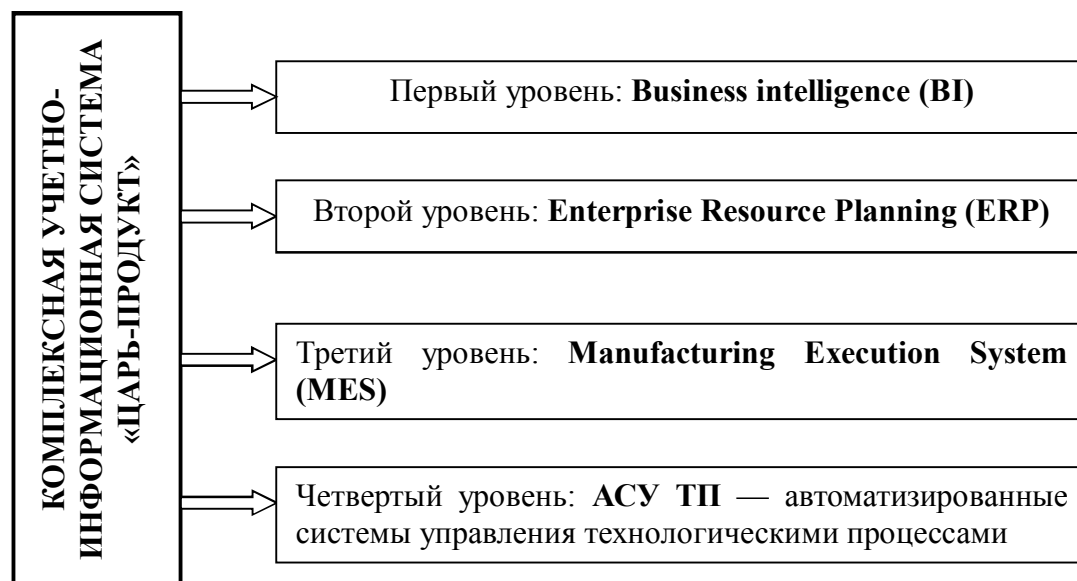 КОМПЛЕКСНАЯ УЧЕТНО-
ИНФОРМАЦИОННАЯ СИСТЕМА
«ЦАРЬ-ПРОДУКТ»
Первый уровень: Business intelligence (BI)
Второй уровень: Enterprise Resource Planning (ERP)
Третий уровень: Manufacturing Execution System
(MES)
Четвертый уровень: АСУ ТП — автоматизированные
системы управления технологическими процессами